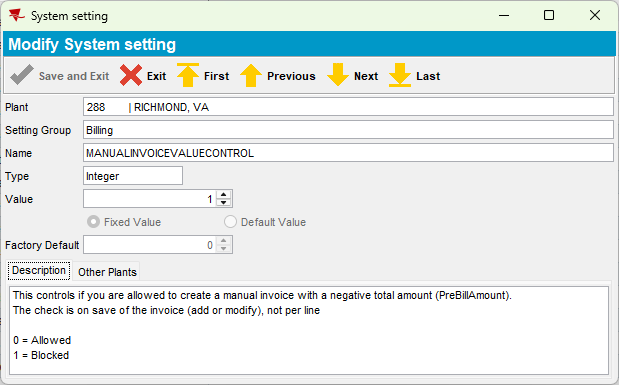 System setting
Modify System setting
Save and Exit Exit First Previous Next Last
Plant 288 | RICHMOND, VA
Setting Group Billing
Name MANUALINVOICEVALUECONTROL
Type Integer
Value 1
Fixed Value Default Value
Factory Default 0
Description Other Plants
This controls if you are allowed to create a manual invoice with a negative total amount (PreBillAmount).
The check is on save of the invoice (add or modify), not per line
0 = Allowed
1 = Blocked